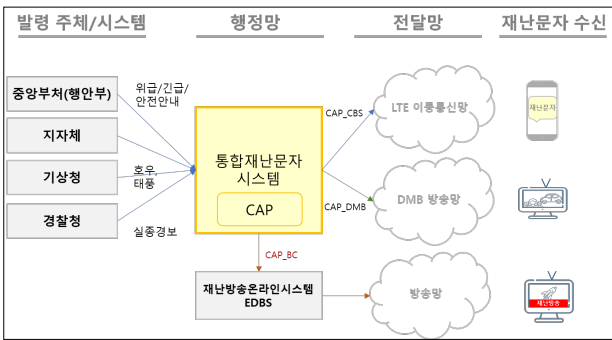 발령 주체/시스템
행정망
전달망
재난문자 수신
중앙부처(행안부)
지자체
기상청
경찰청
위급/긴급/
안전안내
호우,
태풍
실종경보
통합재난문자
시스템
CAP
CAP_CBS
CAP_DMB
CAP_BC
재난방송온라인시스템
EDBS
LTE 이동통신망
DMB 방송망
방송망
재난문자
재난방송